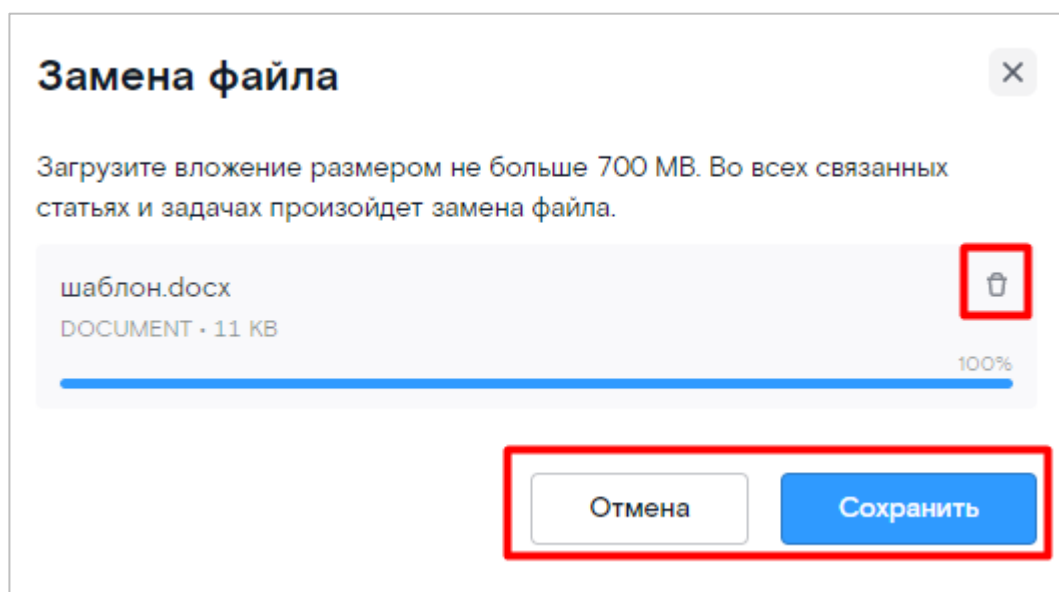 Замена файла
Загрузите вложение размером не больше 700 MB. Во всех связанных
статьях и задачах произойдет замена файла.
шаблон.docx
DOCUMENT • 11 KB
100%
Отмена
Сохранить